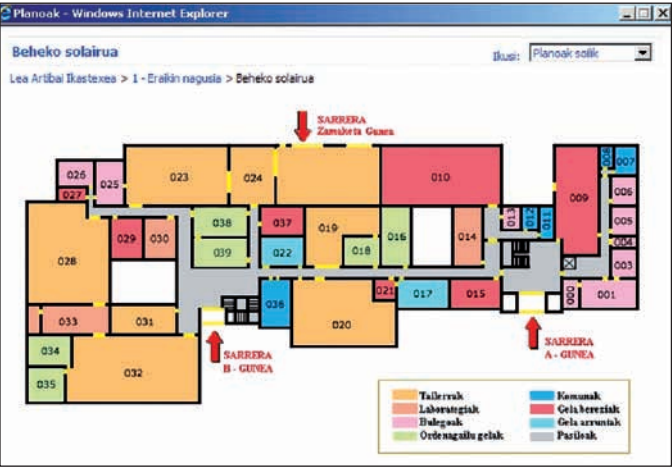 Planoak - Windows Internet Explorer
Beheko solairua
Ikusi: Planoak soilik
Lea Artibai Ikastexea > 1 - Eraikin nagusia > Beheko solairua
SARRERA
Zamaketa Gunea
026
027
025
023
024
010
009
008
007
006
005
004
003
001
000
013
012
011
014
016
018
019
037
022
038
039
029
030
028
033
031
034
035
032
036
020
021
017
015
SARRERA
B - GUNEA
SARRERA
A - GUNEA
Tailerrak
Laborategiak
Bulegoak
Ordenagailu gelak
Komunak
Gela bereziak
Gela arruntak
Pasiloak